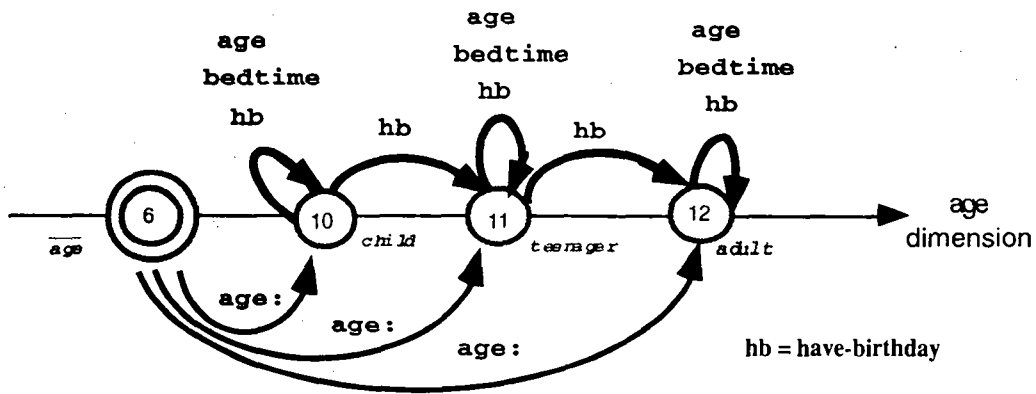 age
bedtime
hb
age
bedtime
hb
age
bedtime
hb
hb
hb
6
10
11
12
age
child
teenager
adult
age
dimension
age:
age:
age:
hb = have-birthday